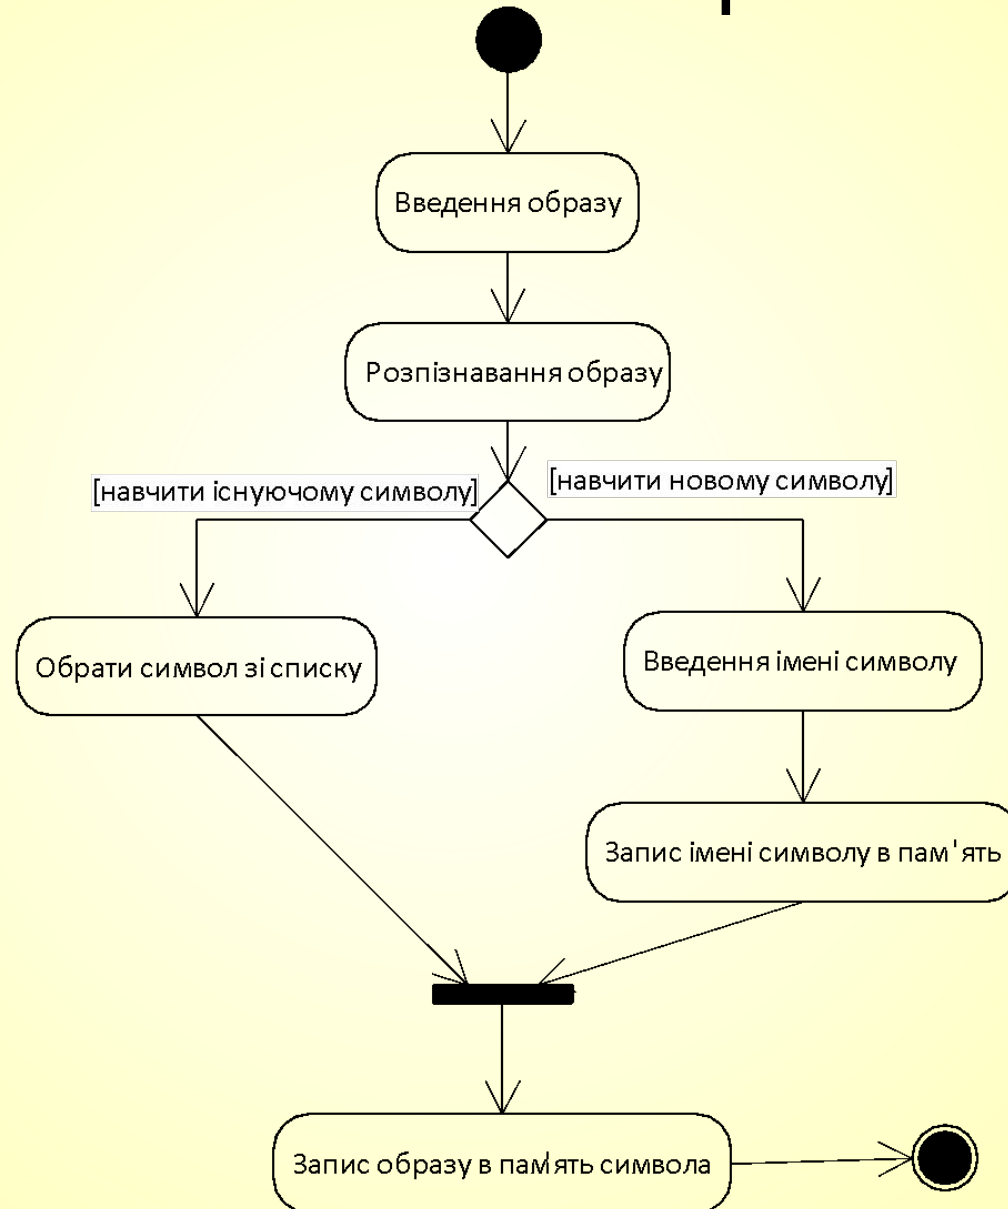 Введення образу
Розпізнавання образу
[навчити існуючому символу]
[навчити новому символу]
Обрати символ зі списку
Введення імені символу
Запис імені символу в пам'ять
Запис образу в пам'ять символа